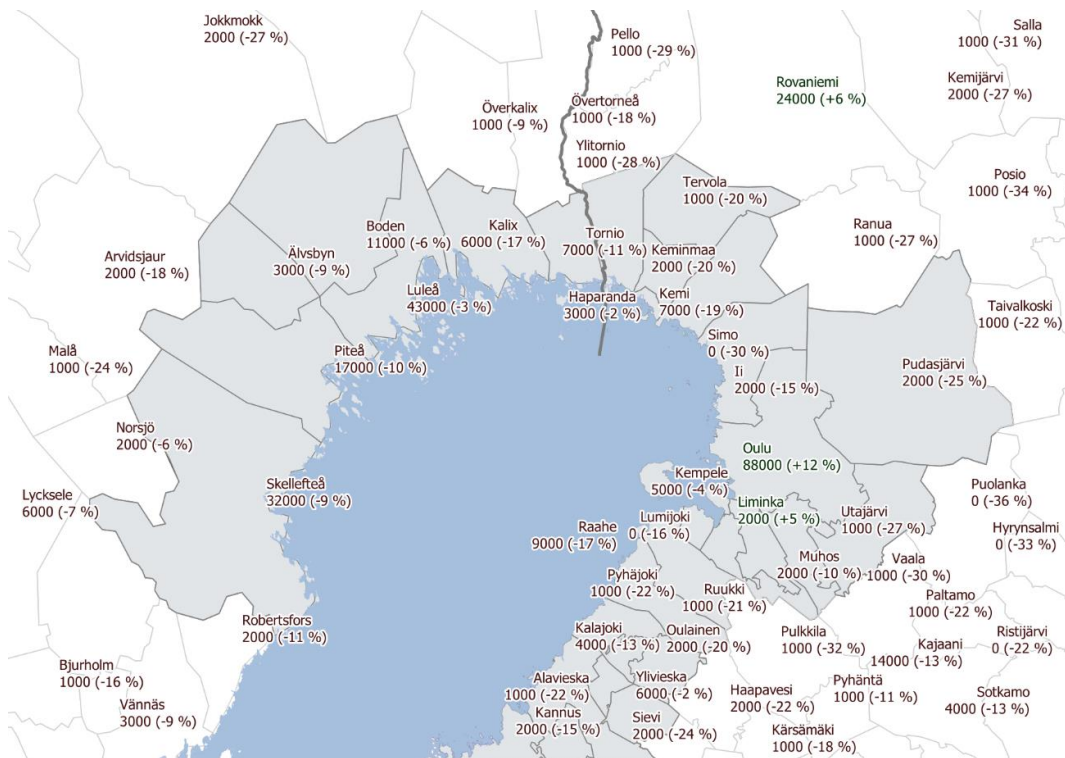 Jokkmokk
2000 (-27 %)
Pello
1000 (-29 %)
Salla
1000 (-31 %)
Rovaniemi
24000 (+6 %)
Kemijärvi
2000 (-27 %)
Överkalix
1000 (-9 %)
Övertorneå
1000 (-18 %)
Ylitornio
1000 (-28 %)
Posio
1000 (-34 %)
Tervola
1000 (-20 %)
Ranua
1000 (-27 %)
Arvidsjaur
2000 (-18 %)
Älvsbyn
3000 (-9 %)
Boden
11000 (-6 %)
Kalix
6000 (-17 %)
Tornio
7000 (-11 %)
Keminmaa
2000 (-20 %)
Luleå
43000 (-3 %)
Haparanda
3000 (-2 %)
Kemi
7000 (-19 %)
Taivalkoski
1000 (-22 %)
Malå
1000 (-24 %)
Piteå
17000 (-10 %)
Simo
0 (-30 %)
Ii
2000 (-15 %)
Pudasjärvi
2000 (-25 %)
Norsjö
2000 (-6 %)
Oulu
88000 (+12 %)
Lycksele
6000 (-7 %)
Skellefteå
32000 (-9 %)
Kempele
5000 (-4 %)
Liminka
2000 (+5 %)
Puolanka
0 (-36 %)
Raahe
9000 (-17 %)
Lumijoki
0 (-16 %)
Utajärvi
1000 (-27 %)
Hyrynsalmi
0 (-33 %)
Muhos
2000 (-10 %)
Vaala
1000 (-30 %)
Pyhäjoki
1000 (-22 %)
Ruukki
1000 (-21 %)
Paltamo
1000 (-22 %)
Robertsfors
2000 (-11 %)
Kalajoki
4000 (-13 %)
Oulainen
2000 (-20 %)
Pulkkila
1000 (-32 %)
Kajaani
14000 (-13 %)
Ristijärvi
0 (-22 %)
Bjurholm
1000 (-16 %)
Vännäs
3000 (-9 %)
Alavieska
1000 (-22 %)
Ylivieska
6000 (-2 %)
Haapavesi
2000 (-22 %)
Pyhäntä
1000 (-11 %)
Sotkamo
4000 (-13 %)
Kannus
2000 (-15 %)
Sievi
2000 (-24 %)
Kärsämäki
1000 (-18 %)